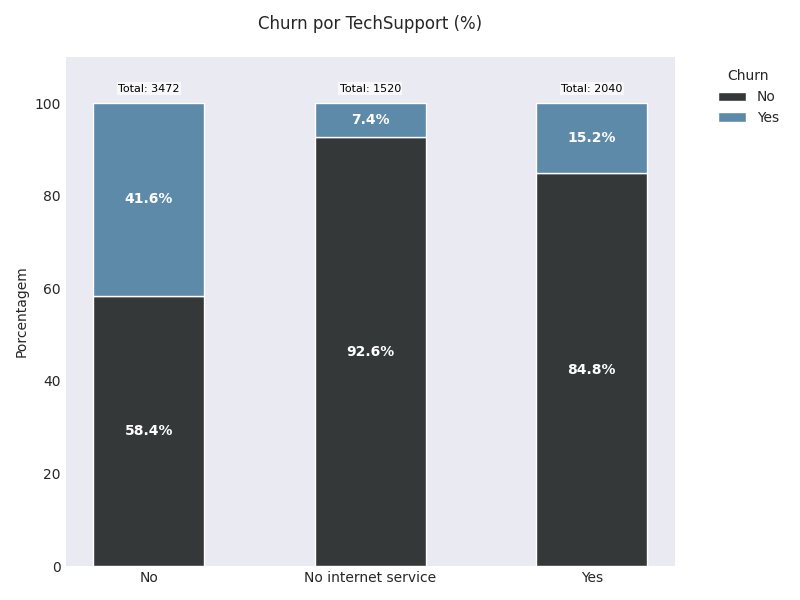 Churn por TechSupport (%)
Churn
No
Yes
Total: 3472
Total: 1520
Total: 2040
100
80
60
40
20
0
Porcentagem
41.6%
7.4%
15.2%
58.4%
92.6%
84.8%
No
No internet service
Yes